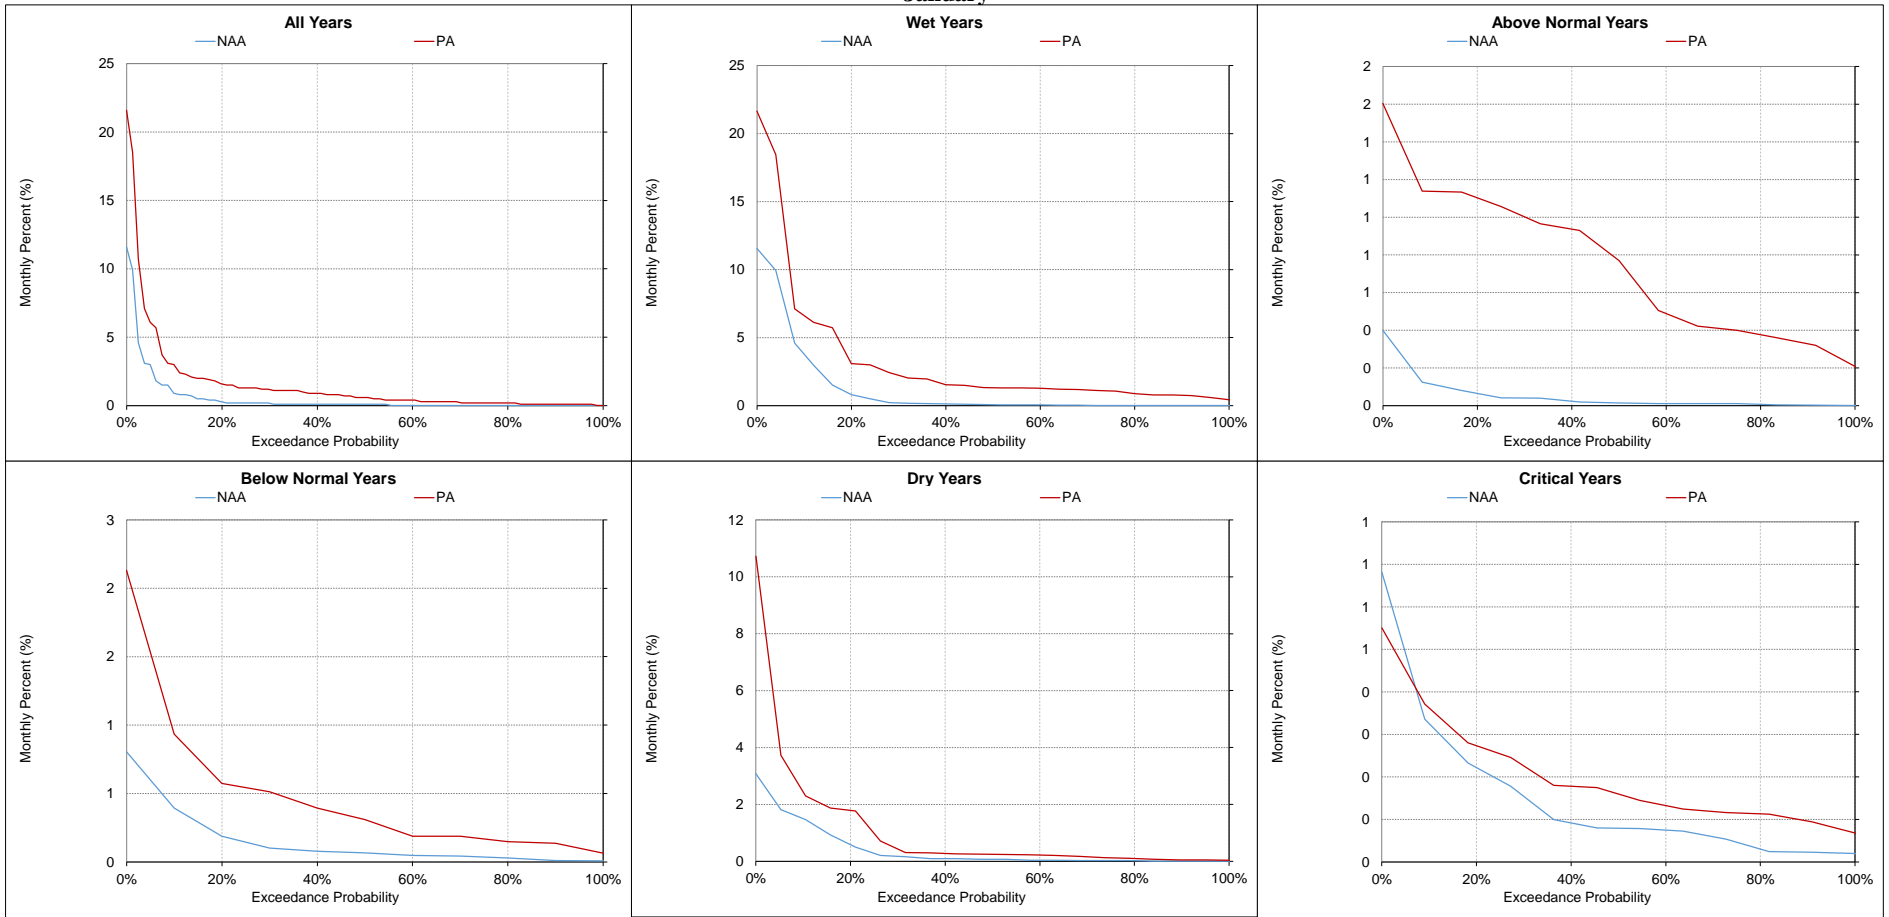 All Years
NAA PA
25
20
15
10
5
0
Monthly Percent (%)
0% 20% 40% 60% 80% 100%
Exceedance Probability
Wet Years
NAA PA
25
20
15
10
5
0
Monthly Percent (%)
0% 20% 40% 60% 80% 100%
Exceedance Probability
Above Normal Years
NAA PA
2
2
1
1
1
1
1
0
0
0
Monthly Percent (%)
0% 20% 40% 60% 80% 100%
Exceedance Probability
Below Normal Years
NAA PA
3
2
2
1
1
0
Monthly Percent (%)
0% 20% 40% 60% 80% 100%
Exceedance Probability
Dry Years
NAA PA
12
10
8
6
4
2
0
Monthly Percent (%)
0% 20% 40% 60% 80% 100%
Exceedance Probability
Critical Years
NAA PA
1
1
1
1
0
0
0
0
0
Monthly Percent (%)
0% 20% 40% 60% 80% 100%
Exceedance Probability